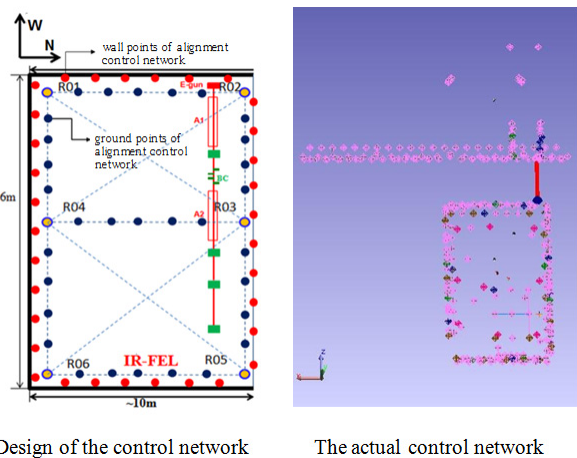 W
N
wall points of alignment
control network
R01
E-gun
R02
A1
ground points of
alignment control
network
BC
6m
R04
A2
R03
R06
IR-FEL
R05
~10m
Z
X
Design of the control network
The actual control network